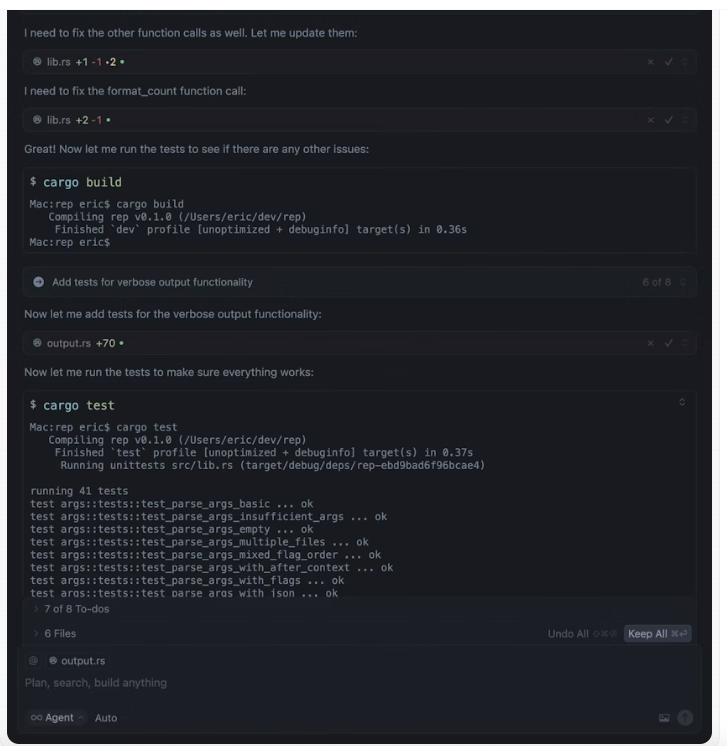 I need to fix the other function calls as well. Let me update them:
lib.rs +1 -1 •2 •
I need to fix the format_count function call:
lib.rs +2 -1 •
Great! Now let me run the tests to see if there are any other issues:
$ cargo build
Mac:rep eric$ cargo build
   Compiling rep v0.1.0 (/Users/eric/dev/rep)
    Finished `dev` profile [unoptimized + debuginfo] target(s) in 0.36s
Mac:rep eric$
Add tests for verbose output functionality 6 of 8
Now let me add tests for the verbose output functionality:
output.rs +70 •
Now let me run the tests to make sure everything works:
$ cargo test
Mac:rep eric$ cargo test
   Compiling rep v0.1.0 (/Users/eric/dev/rep)
    Finished `test` profile [unoptimized + debuginfo] target(s) in 0.37s
     Running unittests src/lib.rs (target/debug/deps/rep-ebd9bad6f96bcae4)
running 41 tests
test args::tests::test_parse_args_basic ... ok
test args::tests::test_parse_args_insufficient_args ... ok
test args::tests::test_parse_args_empty ... ok
test args::tests::test_parse_args_multiple_files ... ok
test args::tests::test_parse_args_mixed_flag_order ... ok
test args::tests::test_parse_args_with_after_context ... ok
test args::tests::test_parse_args_with_flags ... ok
test args::tests::test_parse_args_with_json ... ok
7 of 8 To-dos
6 Files Undo All Keep All ⌘⏎
@ output.rs
Plan, search, build anything
∞ Agent Auto